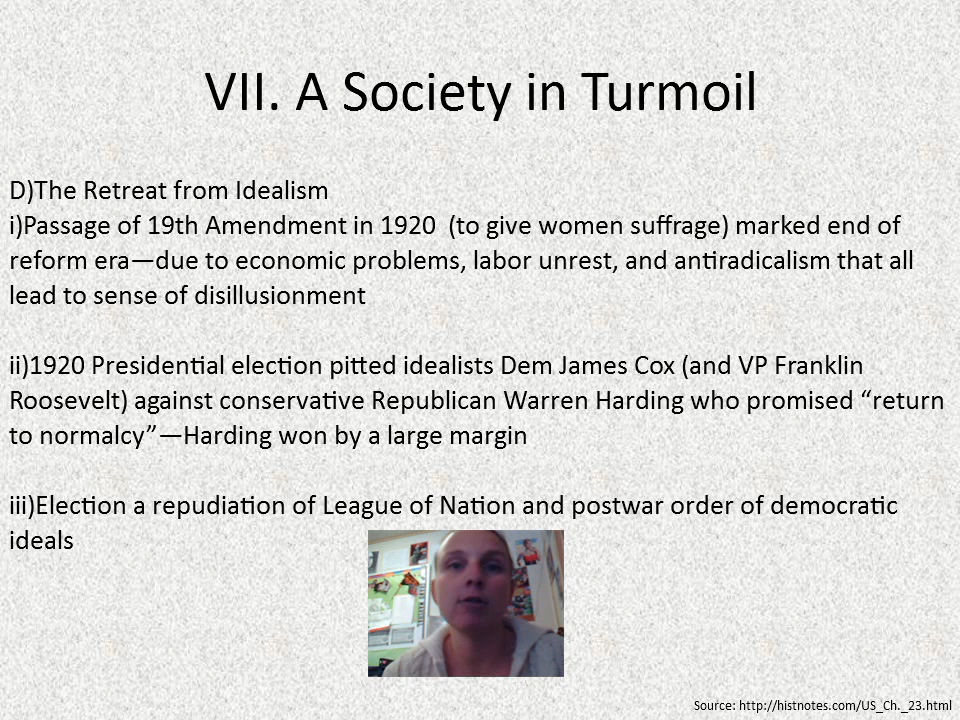 VII. A Society in Turmoil
D)The Retreat from Idealism
i)Passage of 19th Amendment in 1920  (to give women suffrage) marked end of
reform era—due to economic problems, labor unrest, and antiradicalism that all
lead to sense of disillusionment
ii)1920 Presidential election pitted idealists Dem James Cox (and VP Franklin
Roosevelt) against conservative Republican Warren Harding who promised “return
to normalcy”—Harding won by a large margin
iii)Election a repudiation of League of Nation and postwar order of democratic
ideals
Source: http://histnotes.com/US_Ch._23.html